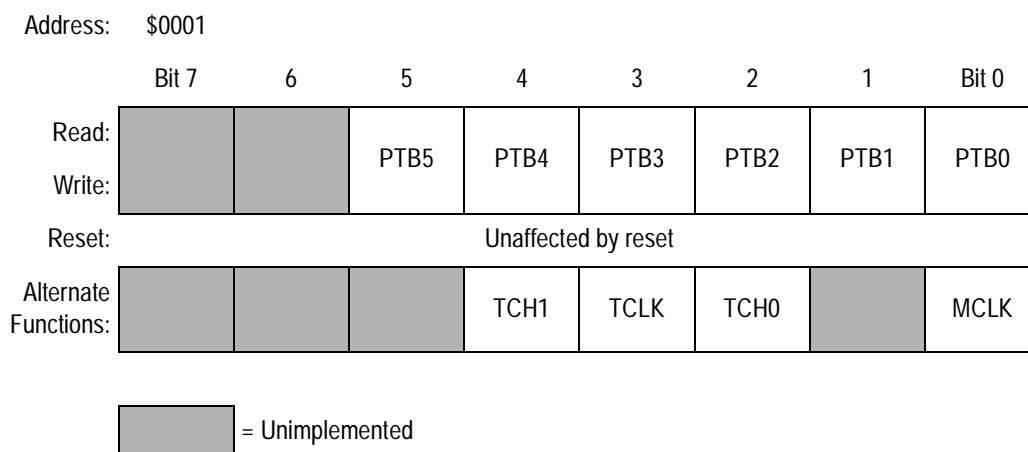 Address: $0001
Bit 7 6 5 4 3 2 1 Bit 0
Read:
PTB5 PTB4 PTB3 PTB2 PTB1 PTB0
Write:
Reset: Unaffected by reset
Alternate
Functions:
TCH1 TCLK TCH0 MCLK
= Unimplemented